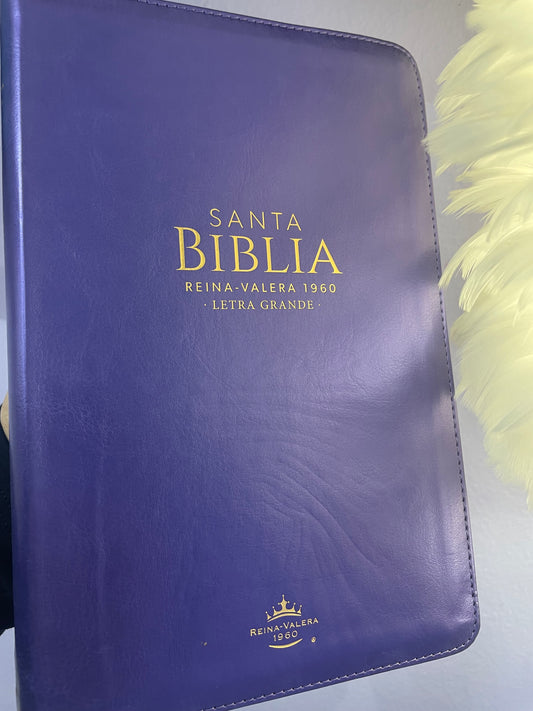 SANTA
BIBLIA
REINA-VALERA 1960
· LETRA GRANDE ·
REINA-VALERA
1960 ®